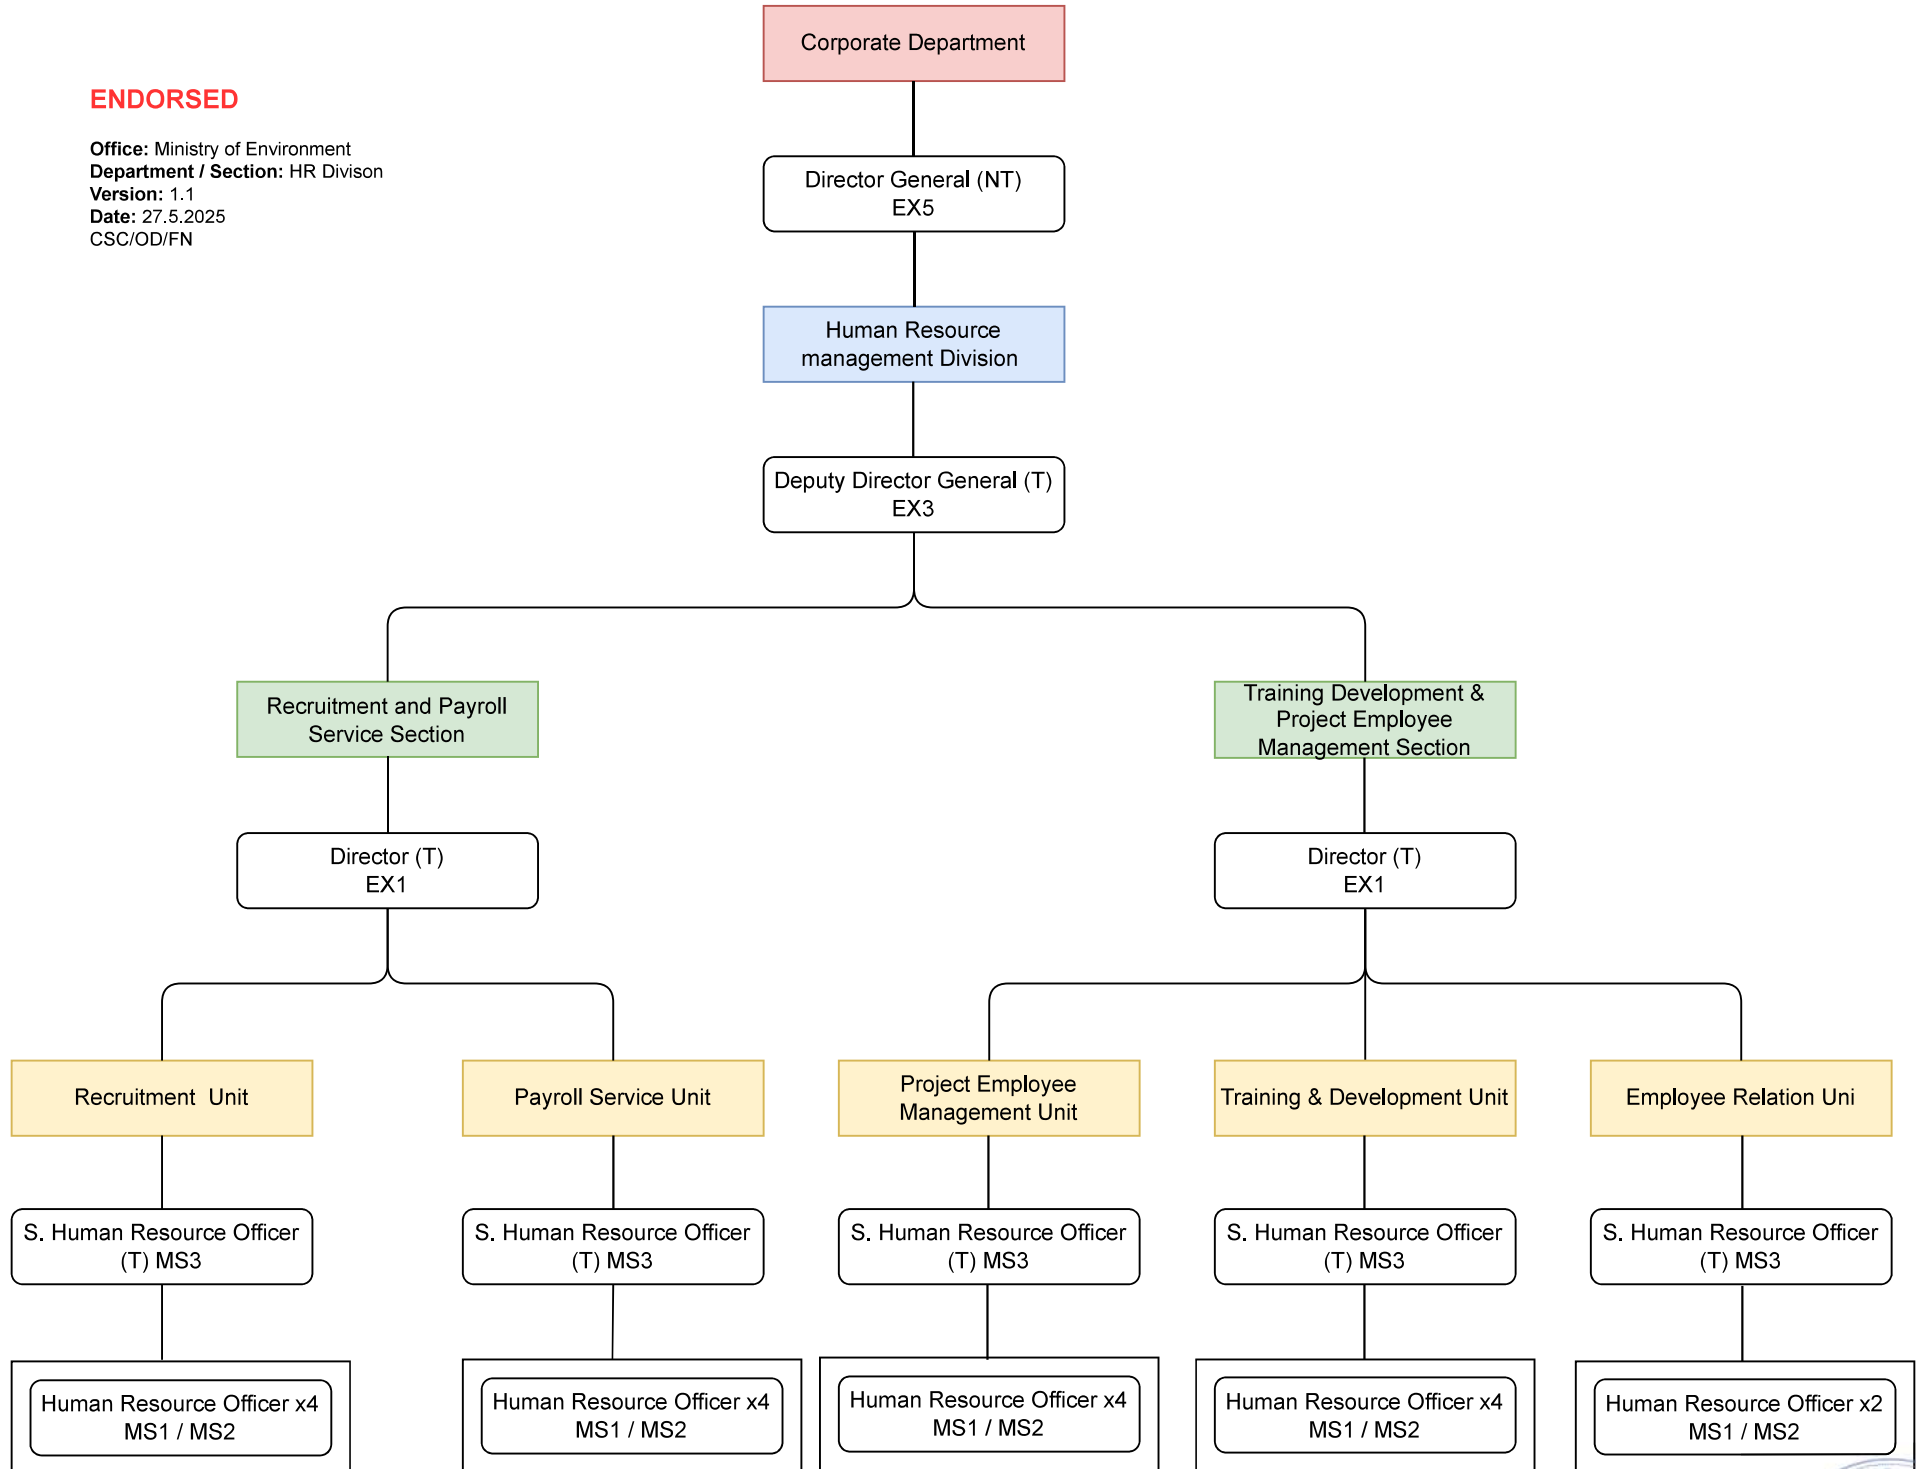 Corporate Department
ENDORSED
Office: Ministry of Environment
Department / Section: HR Divison
Version: 1.1
Date: 27.5.2025
CSC/OD/FN
Director General (NT)
EX5
Human Resource
management Division
Deputy Director General (T)
EX3
Recruitment and Payroll
Service Section
Training Development &
Project Employee
Management Section
Director (T)
EX1
Director (T)
EX1
Recruitment  Unit
Payroll Service Unit
Project Employee
Management Unit
Training & Development Unit
Employee Relation Uni
S. Human Resource Officer
(T) MS3
S. Human Resource Officer
(T) MS3
S. Human Resource Officer
(T) MS3
S. Human Resource Officer
(T) MS3
S. Human Resource Officer
(T) MS3
Human Resource Officer x4
MS1 / MS2
Human Resource Officer x4
MS1 / MS2
Human Resource Officer x4
MS1 / MS2
Human Resource Officer x4
MS1 / MS2
Human Resource Officer x2
MS1 / MS2